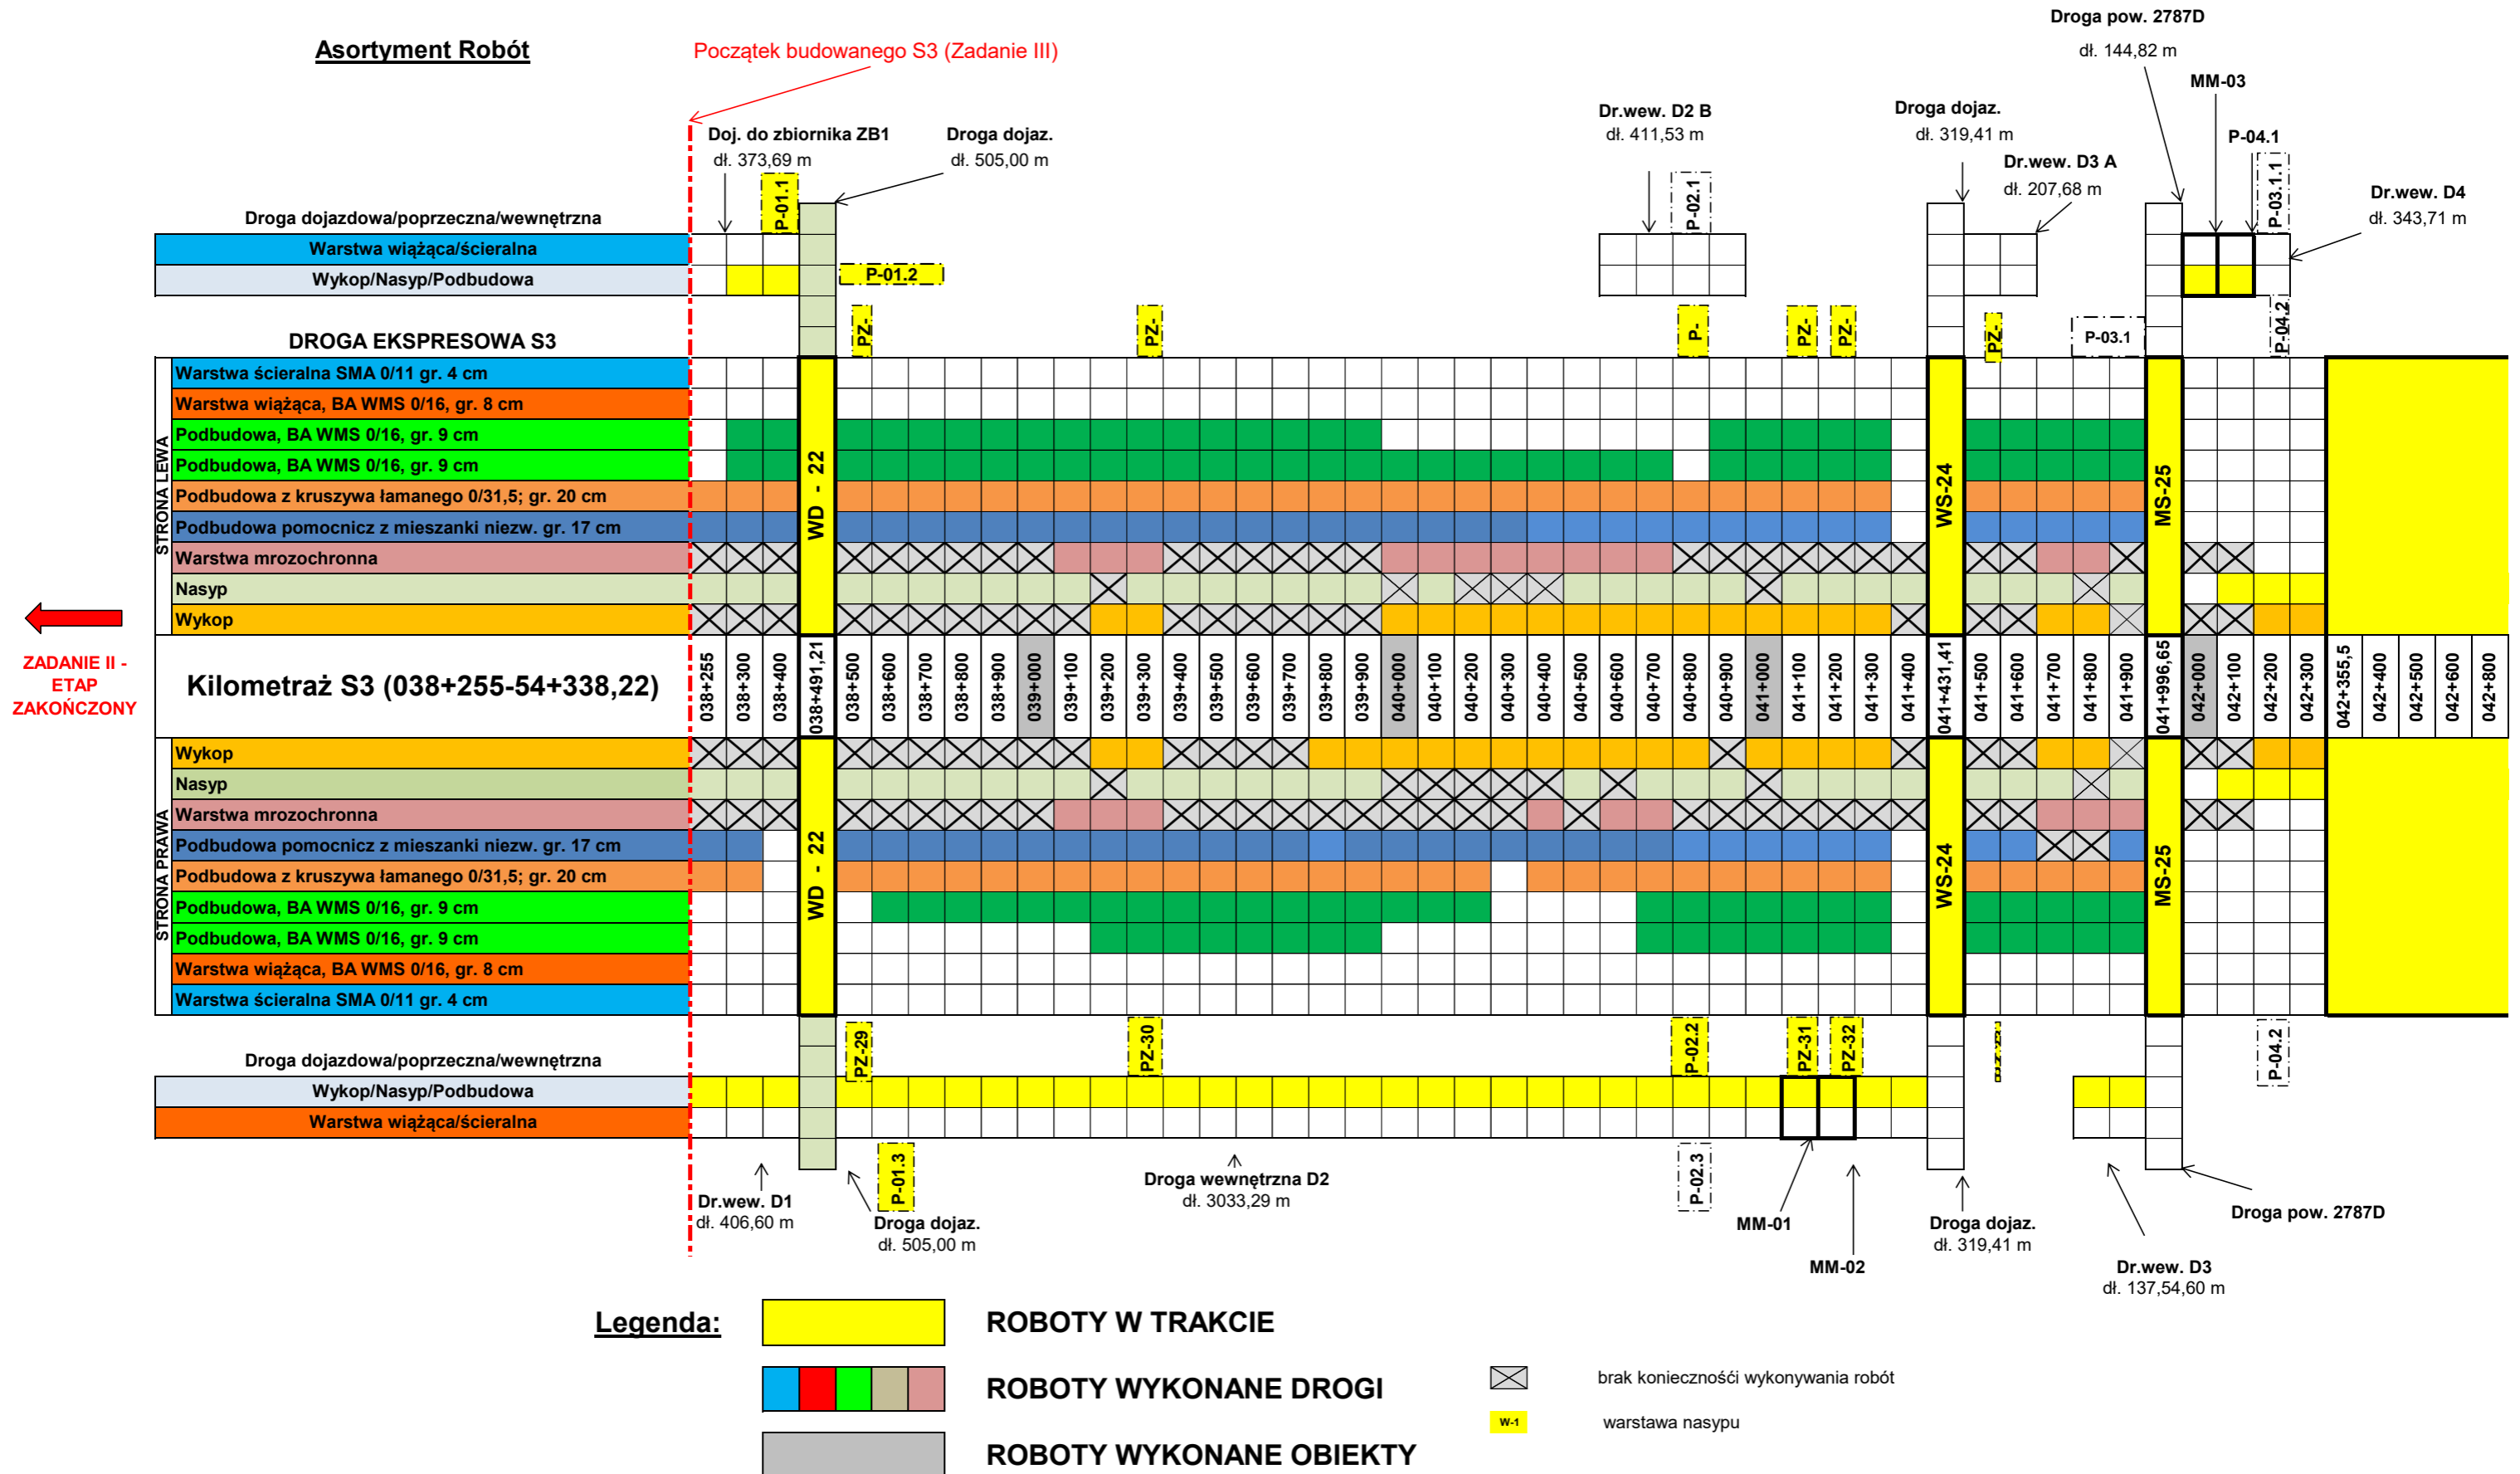 Droga pow. 2787D
dł. 144,82 m
Asortyment Robót
Początek budowanego S3 (Zadanie III)
MM-03
Dr.wew. D2 B
dł. 411,53 m
Droga dojaz.
dł. 319,41 m
Doj. do zbiornika ZB1
dł. 373,69 m
Droga dojaz.
dł. 505,00 m
P-04.1
Dr.wew. D3 A
dł. 207,68 m
Dr.wew. D4
dł. 343,71 m
P-01.1
P-02.1
P-03.1.1
Droga dojazdowa/poprzeczna/wewnętrzna
Warstwa wiążąca/ścieralna
Wykop/Nasyp/Podbudowa
P-01.2
DROGA EKSPRESOWA S3
PZ-
PZ-
P-
PZ-
PZ-
PZ-
P-03.1
P-04.2
STRONA LEWA
Warstwa ścieralna SMA 0/11 gr. 4 cm
Warstwa wiążąca, BA WMS 0/16, gr. 8 cm
Podbudowa, BA WMS 0/16, gr. 9 cm
Podbudowa, BA WMS 0/16, gr. 9 cm
Podbudowa z kruszywa łamanego 0/31,5; gr. 20 cm
Podbudowa pomocnicz z mieszanki niezw. gr. 17 cm
Warstwa mrozochronna
Nasyp
Wykop
WD - 22
WS-24
MS-25
ZADANIE II -
ETAP
ZAKOŃCZONY
Kilometraż S3 (038+255-54+338,22)
038+255
038+300
038+400
038+491,21
038+500
038+600
038+700
038+800
038+900
039+000
039+100
039+200
039+300
039+400
039+500
039+600
039+700
039+800
039+900
040+000
040+100
040+200
040+300
040+400
040+500
040+600
040+700
040+800
040+900
041+000
041+100
041+200
041+300
041+400
041+431,41
041+500
041+600
041+700
041+800
041+900
041+996,65
042+000
042+100
042+200
042+300
042+355,5
042+400
042+500
042+600
042+800
STRONA PRAWA
Wykop
Nasyp
Warstwa mrozochronna
Podbudowa pomocnicz z mieszanki niezw. gr. 17 cm
Podbudowa z kruszywa łamanego 0/31,5; gr. 20 cm
Podbudowa, BA WMS 0/16, gr. 9 cm
Podbudowa, BA WMS 0/16, gr. 9 cm
Warstwa wiążąca, BA WMS 0/16, gr. 8 cm
Warstwa ścieralna SMA 0/11 gr. 4 cm
WD - 22
WS-24
MS-25
PZ-29
PZ-30
P-02.2
PZ-31
PZ-32
P-04.2
Droga dojazdowa/poprzeczna/wewnętrzna
Wykop/Nasyp/Podbudowa
Warstwa wiążąca/ścieralna
P-01.3
P-02.3
Dr.wew. D1
dł. 406,60 m
Droga dojaz.
dł. 505,00 m
Droga wewnętrzna D2
dł. 3033,29 m
MM-01
MM-02
Droga dojaz.
dł. 319,41 m
Droga pow. 2787D
Dr.wew. D3
dł. 137,54,60 m
Legenda:
ROBOTY W TRAKCIE
ROBOTY WYKONANE DROGI
ROBOTY WYKONANE OBIEKTY
brak koniecznośći wykonywania robót
W-1
warstawa nasypu